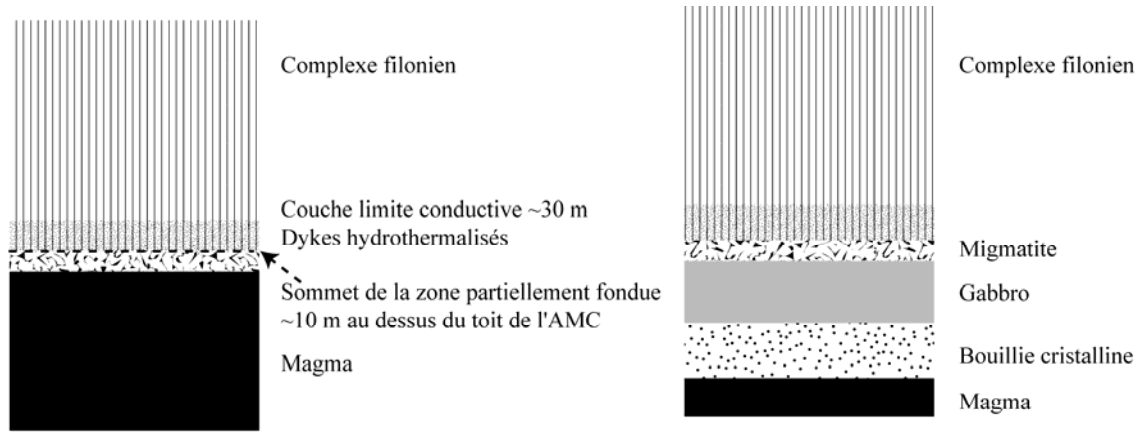 Complexe filonien
Couche limite conductive ~30 m
Dykes hydrothermalisés
Sommet de la zone partiellement fondue
~10 m au dessus du toit de l'AMC
Magma
Complexe filonien
Migmatite
Gabbro
Bouillie cristalline
Magma